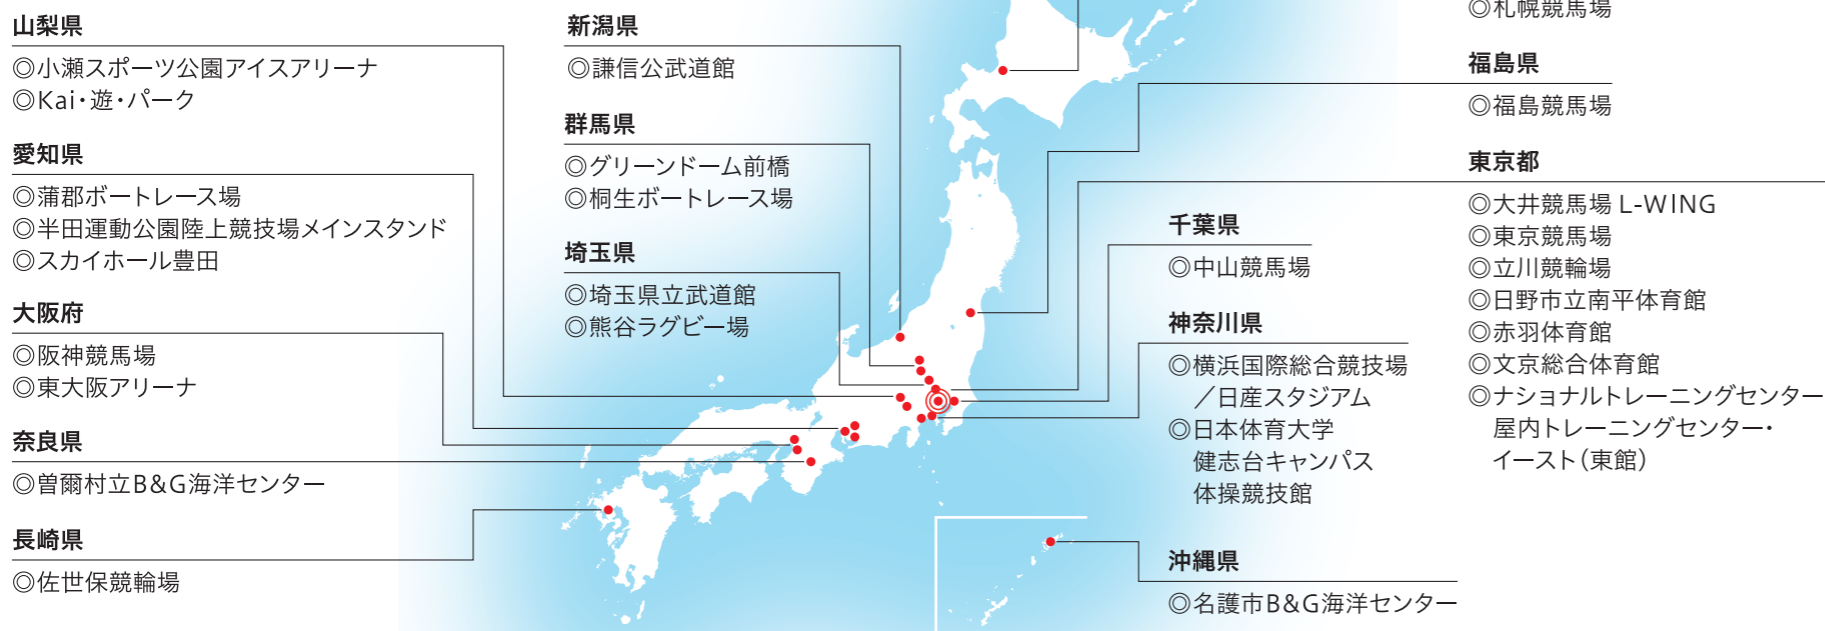 山梨県
◎小瀬スポーツ公園アイスアリーナ
◎Kai・遊・パーク
愛知県
◎蒲郡ボートレース場
◎半田運動公園陸上競技場メインスタンド
◎スカイホール豊田
大阪府
◎阪神競馬場
◎東大阪アリーナ
奈良県
◎曽爾村立B&G海洋センター
長崎県
◎佐世保競輪場
新潟県
◎謙信公武道館
群馬県
◎グリーンドーム前橋
◎桐生ボートレース場
埼玉県
◎埼玉県立武道館
◎熊谷ラグビー場
千葉県
◎中山競馬場
神奈川県
◎横浜国際総合競技場
／日産スタジアム
◎日本体育大学
健志台キャンパス
体操競技館
沖縄県
◎名護市B&G海洋センター
◎札幌競馬場
福島県
◎福島競馬場
東京都
◎大井競馬場 L-WING
◎東京競馬場
◎立川競輪場
◎日野市立南平体育館
◎赤羽体育館
◎文京総合体育館
◎ナショナルトレーニングセンター
屋内トレーニングセンター・
イースト（東館）